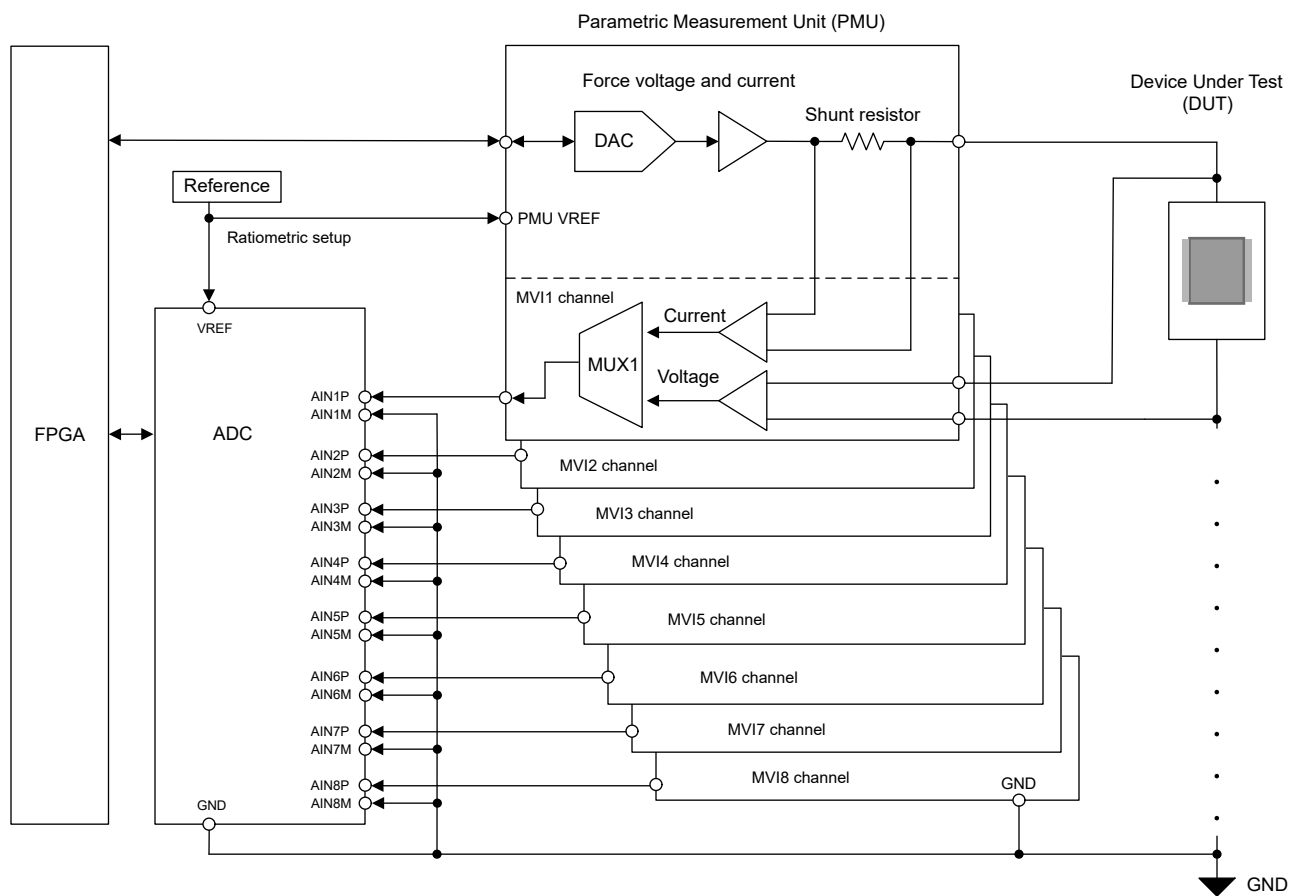 Parametric Measurement Unit (PMU)
Force voltage and current
Device Under Test
(DUT)
Shunt resistor
DAC
Reference
PMU VREF
Ratiometric setup
MVI1 channel
VREF
Current
MUX1
Voltage
AIN1P
AIN1M
FPGA
ADC
AIN2P
MVI2 channel
AIN2M
AIN3P
MVI3 channel
AIN3M
AIN4P
MVI4 channel
AIN4M
AIN5P
MVI5 channel
AIN5M
AIN6P
MVI6 channel
AIN6M
AIN7P
MVI7 channel
AIN7M
AIN8P
MVI8 channel
AIN8M
GND
GND
GND